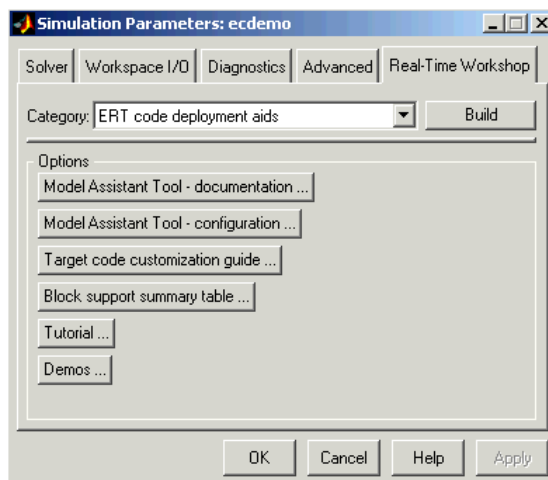 Simulation Parameters: ecdemo
Solver Workspace I/O Diagnostics Advanced Real-Time Workshop
Category: ERT code deployment aids Build
Options
Model Assistant Tool - documentation ...
Model Assistant Tool - configuration ...
Target code customization guide ...
Block support summary table ...
Tutorial ...
Demos ...
OK Cancel Help Apply